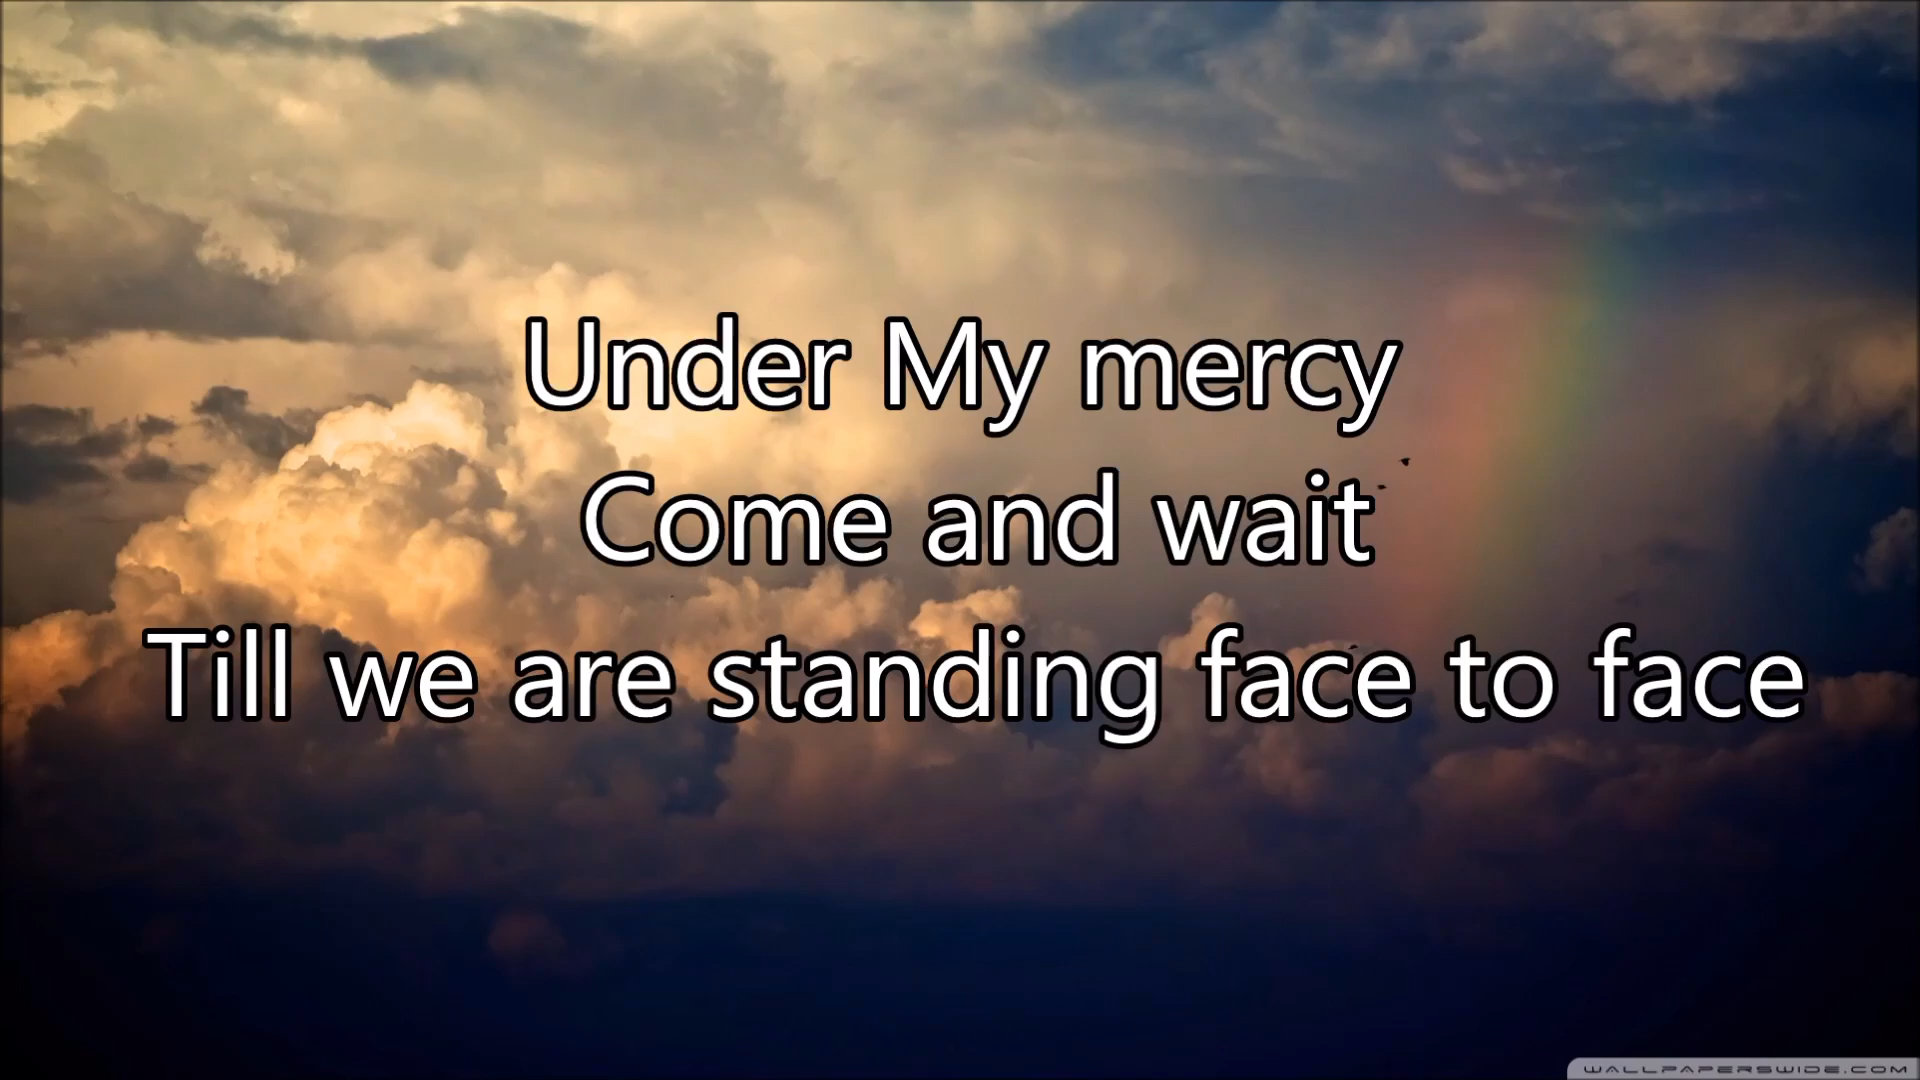 Under My mercy
Come and wait
Till we are standing face to face
WALLPAPERSWIDE.COM